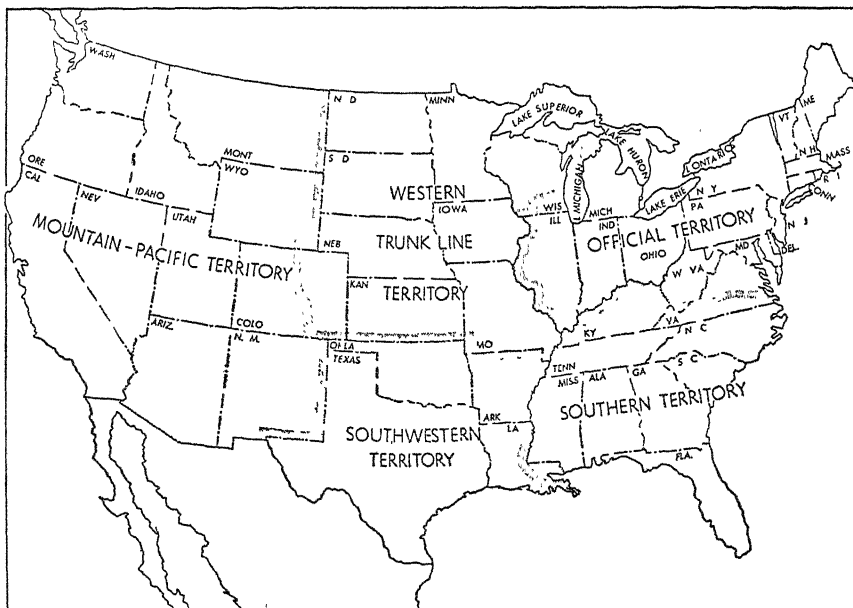 WASH
N D
MINN
LAKE SUPERIOR
ME
VT
LAKE HURON
MONT
S D
L. ONTARIO
N H
MASS
ORE
WYO
R I
CAL
WESTERN
L MICHIGAN
LAKE ERIE
N Y
CONN
NEV
IDAHO
IOWA
WIS
MICH
PA
UTAH
ILL
IND
N J
MOUNTAIN-PACIFIC TERRITORY
NEB
TRUNK LINE
OFFICIAL TERRITORY
MD
DEL
OHIO
W VA
KAN
TERRITORY
ARIZ
COLO
KY
VA
N. M.
OKLA
MO
N C
TEXAS
TENN
S C
MISS
ALA
GA
SOUTHERN TERRITORY
ARK
LA
SOUTHWESTERN
TERRITORY
FLA.